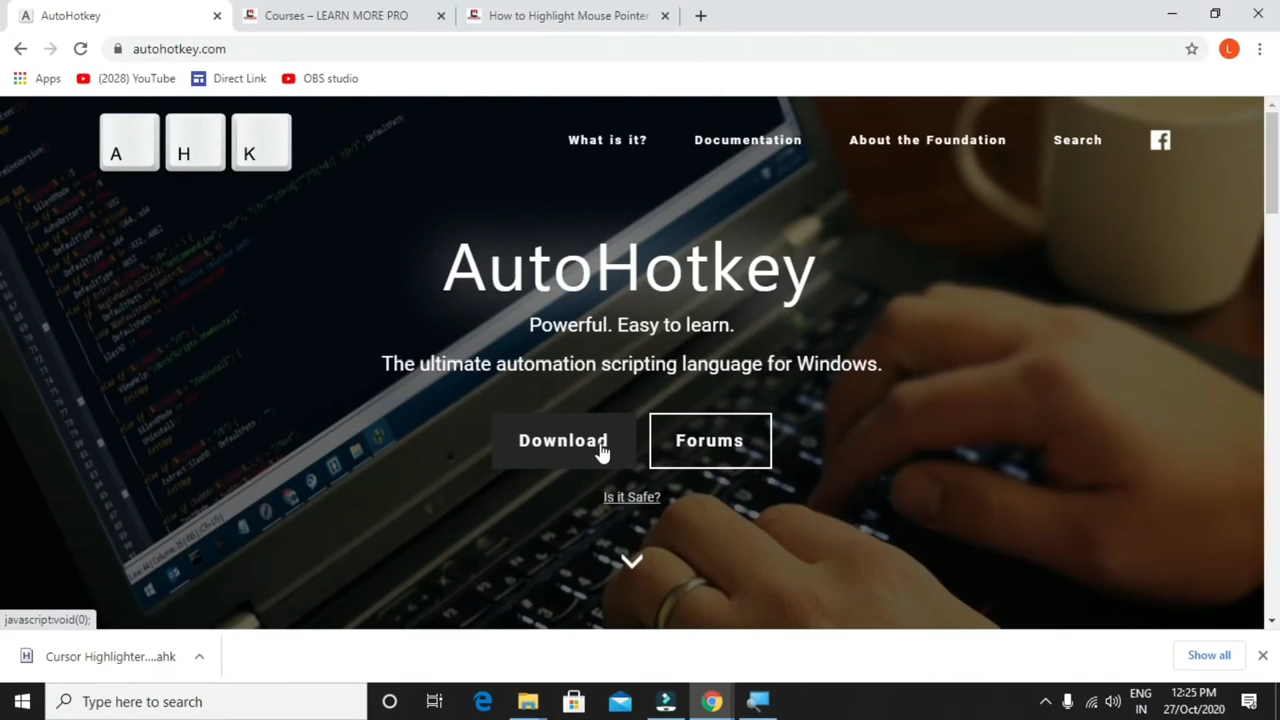 AutoHotkey
Courses – LEARN MORE PRO
How to Highlight Mouse Pointer
autohotkey.com
L
Apps
(2028) YouTube
Direct Link
OBS studio
A H K
What is it?
Documentation
About the Foundation
Search
AutoHotkey
Powerful. Easy to learn.
The ultimate automation scripting language for Windows.
Download
Forums
Is it Safe?
javascript:void(0);
Cursor Highlighter....ahk
Show all
Type here to search
ENG
IN
12:25 PM
27/Oct/2020